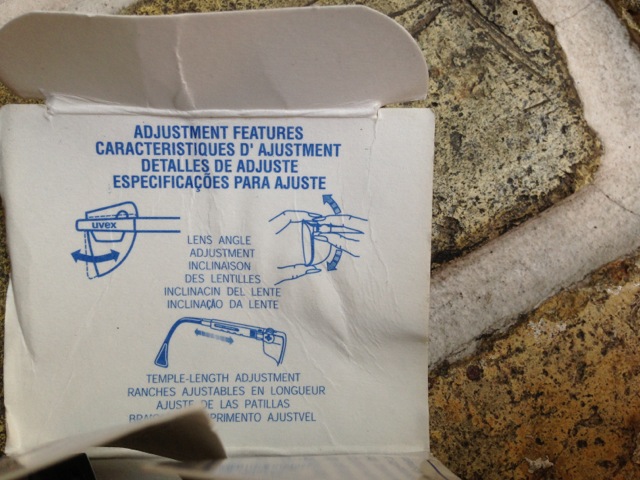 ADJUSTMENT FEATURES
CARACTERISTIQUES D' AJUSTMENT
DETALLES DE ADJUSTE
ESPECIFICAÇÕES PARA AJUSTE
uvex
LENS ANGLE
ADJUSTMENT
INCLINAISON
DES LENTILLES
INCLINACIN DEL LENTE
INCLINAÇÃO DA LENTE
TEMPLE-LENGTH ADJUSTMENT
RANCHES AJUSTABLES EN LONGUEUR
AJUSTE DE LAS PATILLAS
AJUSTVEL